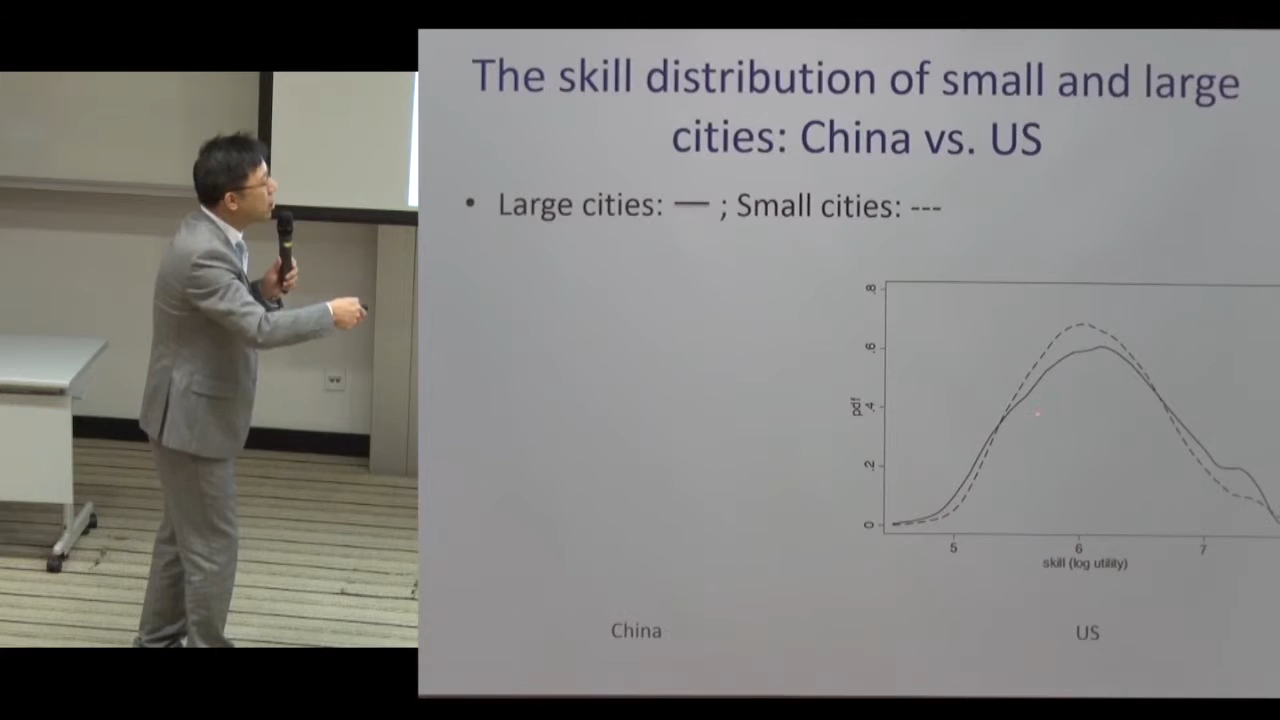 The skill distribution of small and large
cities: China vs. US
• Large cities: — ; Small cities: ---
.8
.6
.4
.2
0
pdf
5 6 7
skill (log utility)
China US